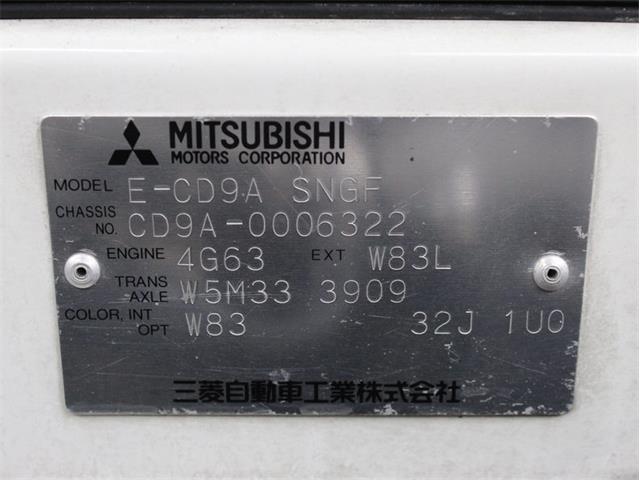 MITSUBISHI
MOTORS CORPORATION
MODEL E-CD9A SNGF
CHASSIS NO. CD9A-0006322
ENGINE 4G63 EXT W83L
TRANS AXLE W5M33 3909
COLOR, INT OPT W83 32J 1U0
三菱自動車工業株式会社